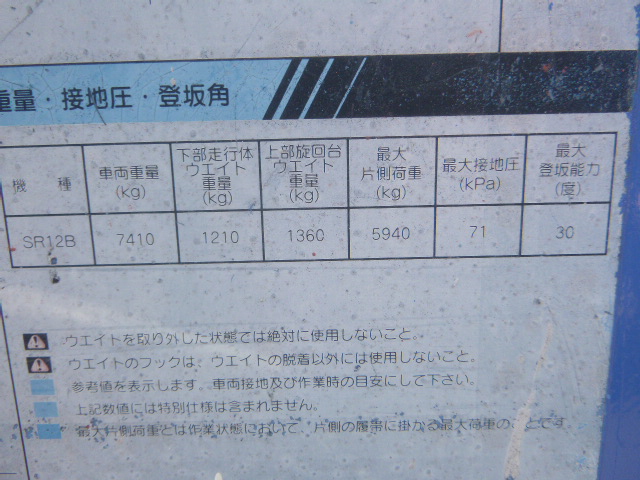 重量・接地圧・登坂角
機 種
車両重量
(kg)
下部走行体
ウエイト
重量
(kg)
上部旋回台
ウエイト
重量
(kg)
最大
片側荷重
(kg)
最大接地圧
(kPa)
最大
登坂能力
(度)
SR12B 7410 1210 1360 5940 71 30
ウエイトを取り外した状態では絶対に使用しないこと。
ウエイトのフックは、ウエイトの脱着以外には使用しないこと。
参考値を表示します。車両接地及び作業時の目安にして下さい。
上記数値には特別仕様は含まれません。
最大片側荷重とは作業状態において、片側の履帯に掛かる最大荷重のことです